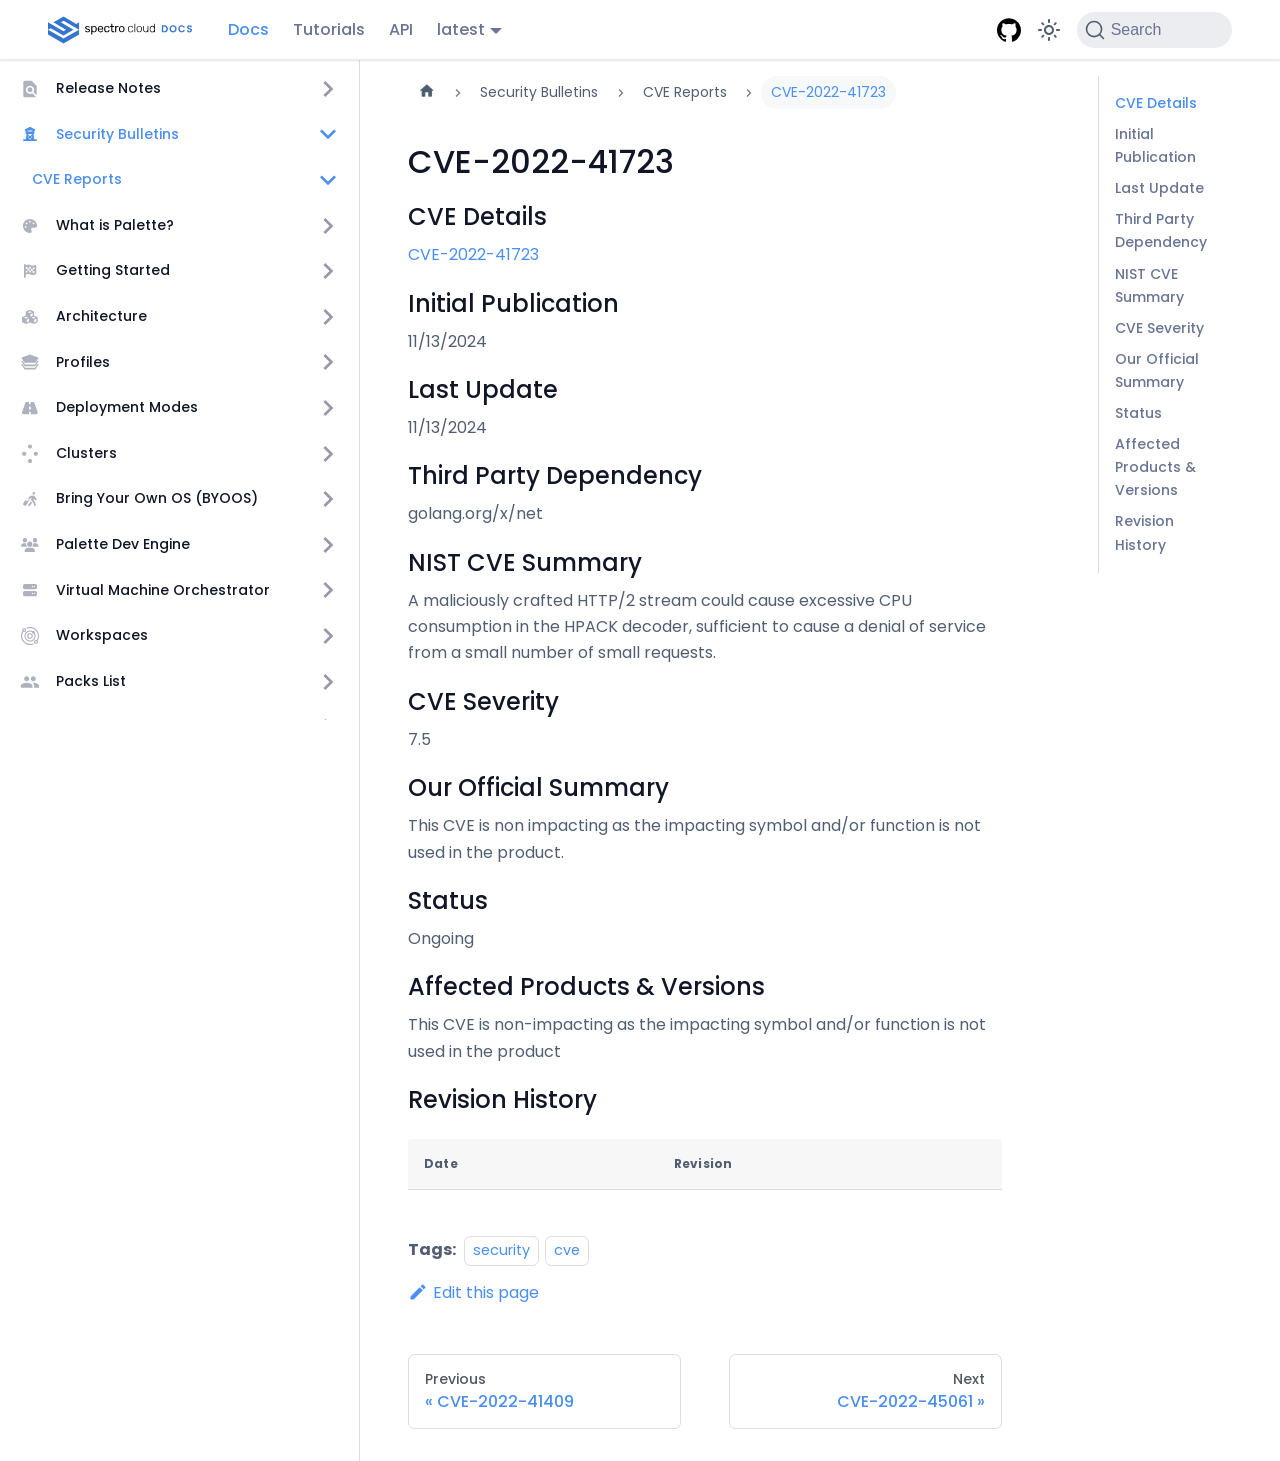 spectro cloud DOCS
Docs
Tutorials
API
latest
Search
Release Notes
Security Bulletins
CVE Reports
What is Palette?
Getting Started
Architecture
Profiles
Deployment Modes
Clusters
Bring Your Own OS (BYOOS)
Palette Dev Engine
Virtual Machine Orchestrator
Workspaces
Packs List
Security Bulletins
CVE Reports
CVE-2022-41723
CVE-2022-41723
CVE Details
CVE-2022-41723
Initial Publication
11/13/2024
Last Update
11/13/2024
Third Party Dependency
golang.org/x/net
NIST CVE Summary
A maliciously crafted HTTP/2 stream could cause excessive CPU
consumption in the HPACK decoder, sufficient to cause a denial of service
from a small number of small requests.
CVE Severity
7.5
Our Official Summary
This CVE is non impacting as the impacting symbol and/or function is not
used in the product.
Status
Ongoing
Affected Products & Versions
This CVE is non-impacting as the impacting symbol and/or function is not
used in the product
Revision History
Date
Revision
Tags: security cve
Edit this page
Previous
« CVE-2022-41409
Next
CVE-2022-45061 »
CVE Details
Initial
Publication
Last Update
Third Party
Dependency
NIST CVE
Summary
CVE Severity
Our Official
Summary
Status
Affected
Products &
Versions
Revision
History